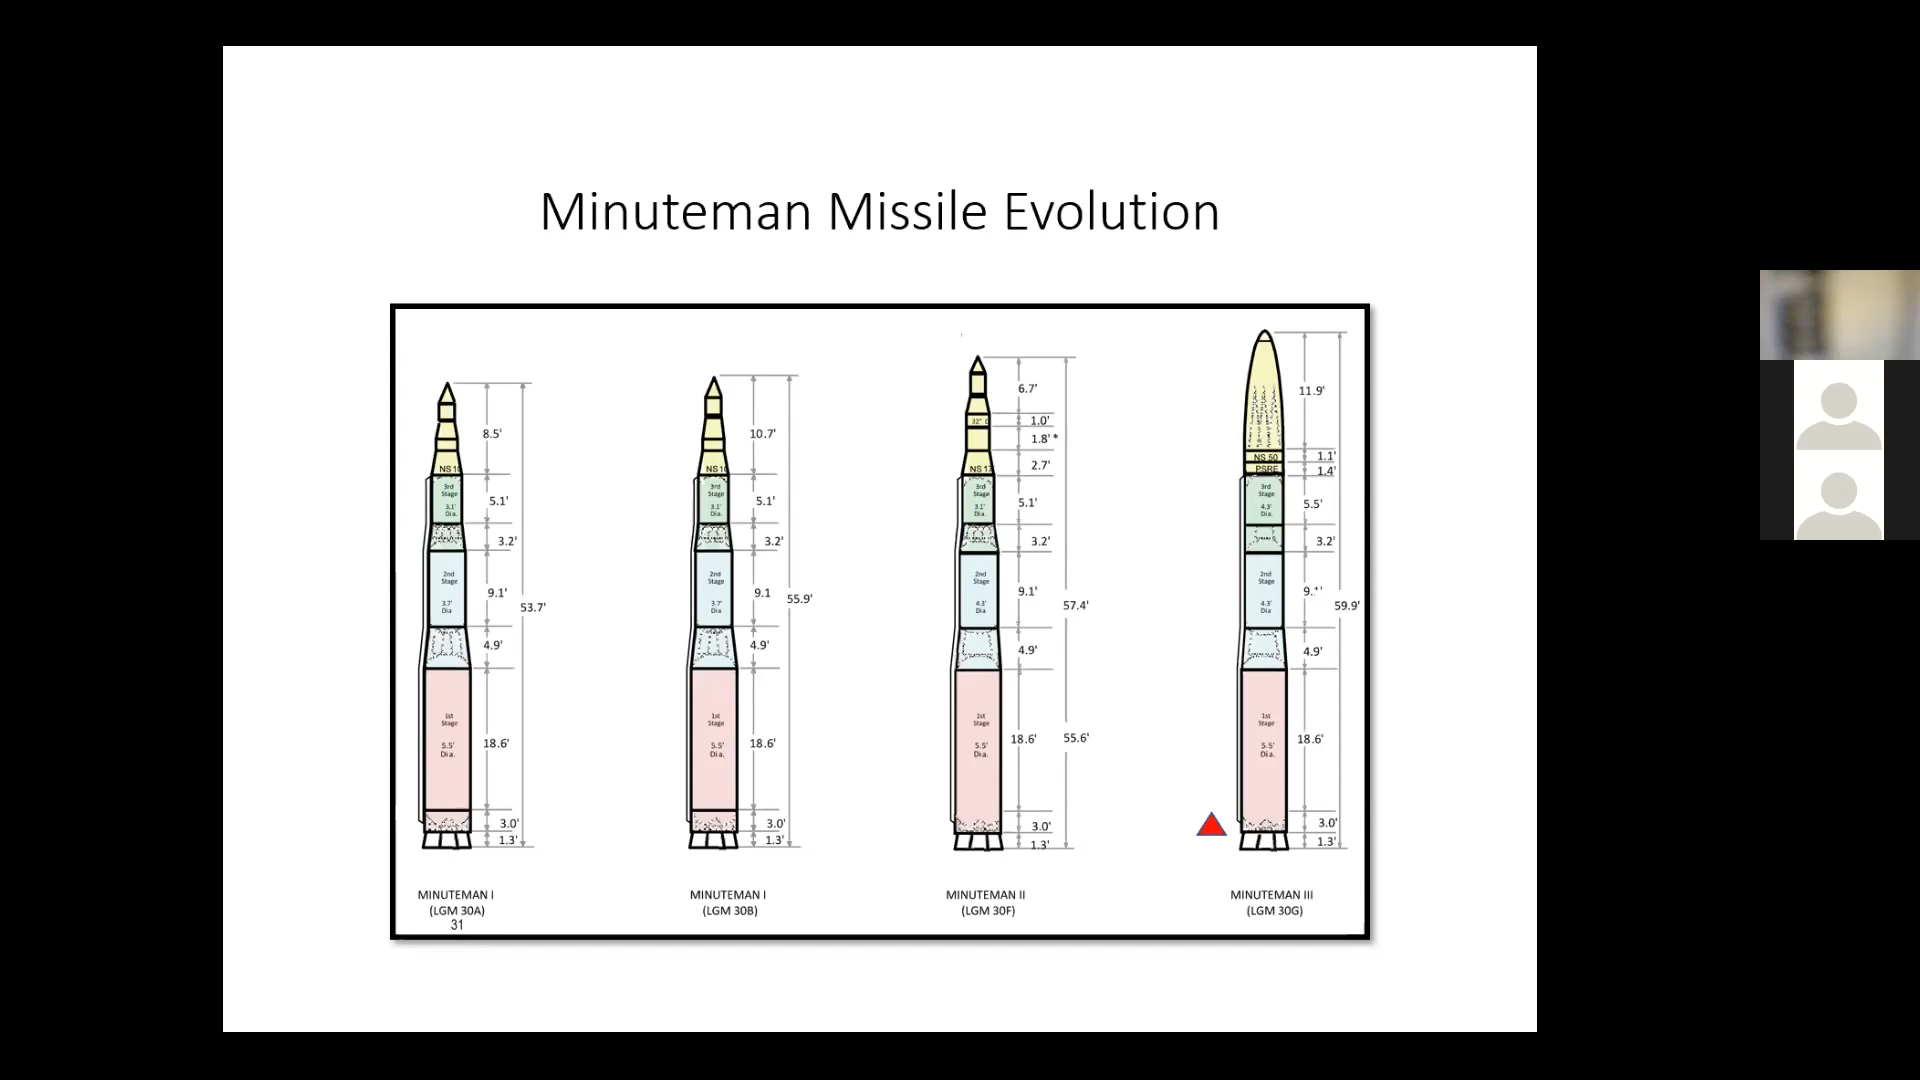 Minuteman Missile Evolution
8.5'
NS 10
3rd
Stage
3.1'
Dia.
5.1'
3.2'
2nd
Stage
3.7'
Dia
9.1'
53.7'
4.9'
1st
Stage
5.5'
Dia.
18.6'
3.0'
1.3'
MINUTEMAN I
(LGM 30A)
31
10.7'
NS 10
3rd
Stage
3.1'
Dia.
5.1'
3.2'
2nd
Stage
3.7'
Dia
9.1
55.9'
4.9'
1st
Stage
5.5'
Dia.
18.6'
3.0'
1.3'
MINUTEMAN I
(LGM 30B)
6.7'
32"
1.0'
1.8' *
NS 17
2.7'
3rd
Stage
3.1'
Dia.
5.1'
3.2'
2nd
Stage
4.3'
Dia
9.1'
57.4'
4.9'
1st
Stage
5.5'
Dia.
18.6'
55.6'
3.0'
1.3'
MINUTEMAN II
(LGM 30F)
11.9'
NS 50
1.1'
PSRE
1.4'
3rd
Stage
4.3'
Dia.
5.5'
3.2'
2nd
Stage
4.3'
Dia
9.1'
59.9'
4.9'
1st
Stage
5.5'
Dia.
18.6'
3.0'
1.3'
MINUTEMAN III
(LGM 30G)